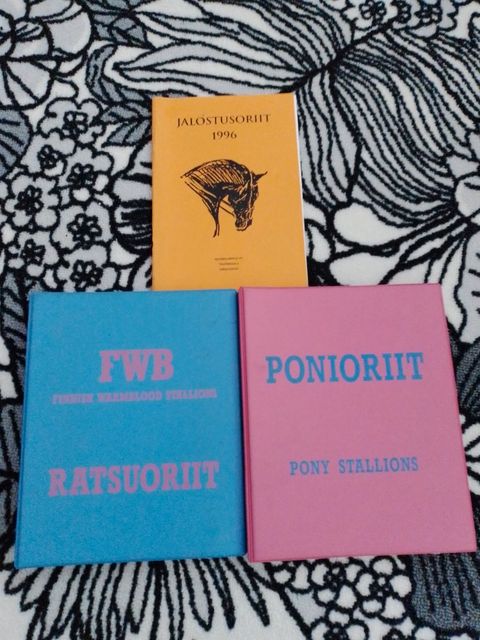 JALOSTUSORIIT
1996
FWB
FINNISH WARMBLOOD STALLIONS
RATSUORIIT
PONIORIIT
PONY STALLIONS